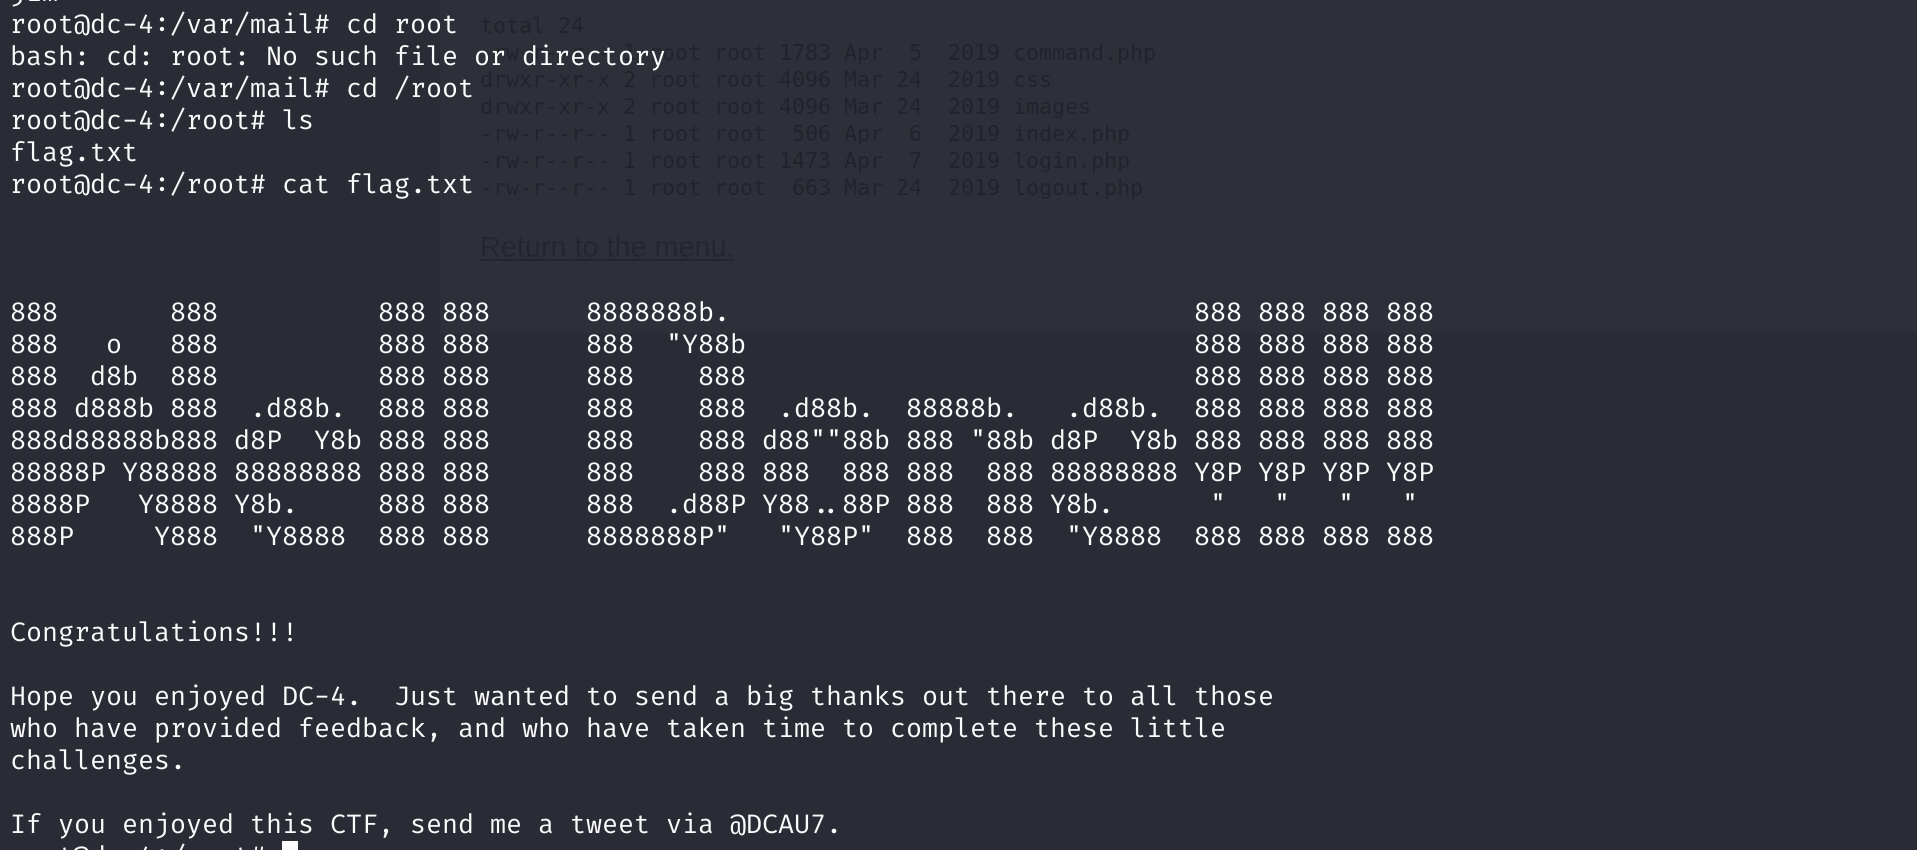 root@dc-4:/var/mail# cd root
bash: cd: root: No such file or directory
root@dc-4:/var/mail# cd /root
root@dc-4:/root# ls
flag.txt
root@dc-4:/root# cat flag.txt
total 24
1 root root 1783 Apr  5  2019 command.php
drwxr-xr-x 2 root root 4096 Mar 24  2019 css
drwxr-xr-x 2 root root 4096 Mar 24  2019 images
-rw-r--r-- 1 root root  506 Apr  6  2019 index.php
-rw-r--r-- 1 root root 1473 Apr  7  2019 login.php
-rw-r--r-- 1 root root  663 Mar 24  2019 logout.php
Return to the menu.
888       888          888 888      8888888b.                             888 888 888 888
888   o   888          888 888      888  "Y88b                            888 888 888 888
888  d8b  888          888 888      888    888                            888 888 888 888
888 d888b 888  .d88b.  888 888      888    888  .d88b.  88888b.   .d88b.  888 888 888 888
888d88888b888 d8P  Y8b 888 888      888    888 d88""88b 888 "88b d8P  Y8b 888 888 888 888
88888P Y88888 88888888 888 888      888    888 888  888 888  888 88888888 Y8P Y8P Y8P Y8P
8888P   Y8888 Y8b.     888 888      888  .d88P Y88..88P 888  888 Y8b.      "   "   "   "
888P     Y888  "Y8888  888 888      8888888P"   "Y88P"  888  888  "Y8888  888 888 888 888
Congratulations!!!
Hope you enjoyed DC-4.  Just wanted to send a big thanks out there to all those
who have provided feedback, and who have taken time to complete these little
challenges.
If you enjoyed this CTF, send me a tweet via @DCAU7.